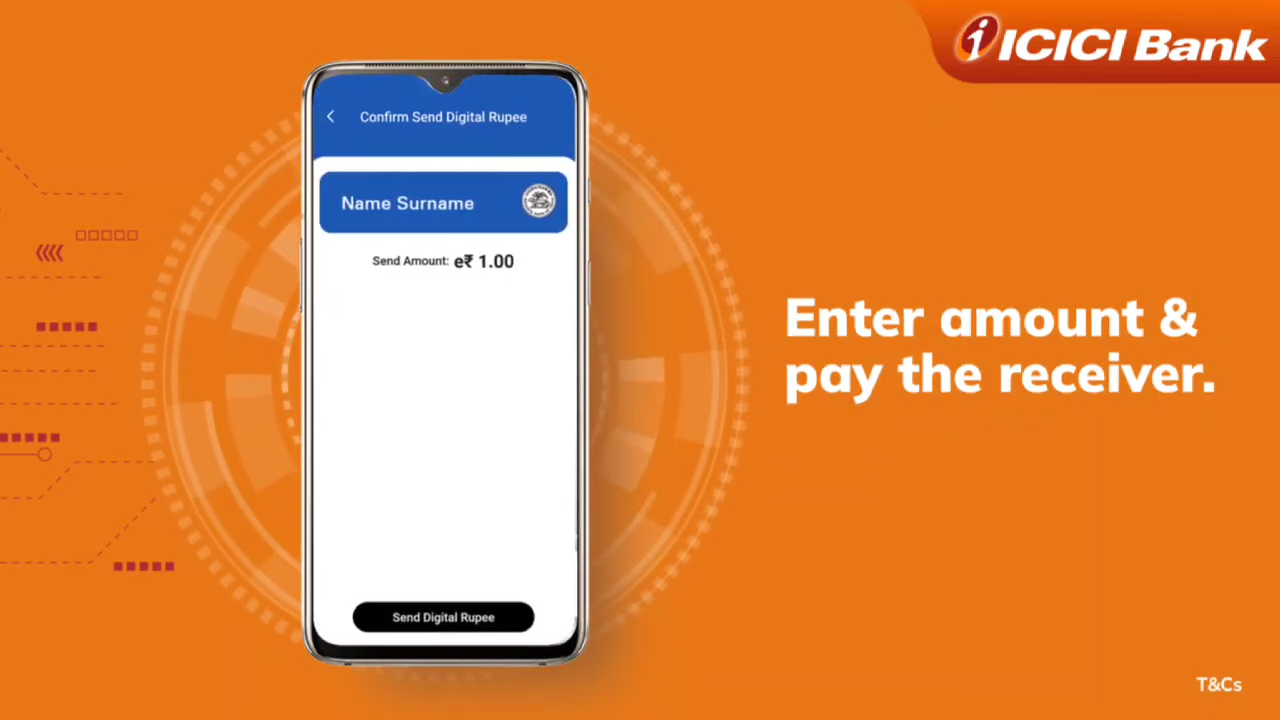 ICICI Bank
Confirm Send Digital Rupee
Name Surname
Send Amount: e₹ 1.00
Enter amount &
pay the receiver.
Send Digital Rupee
T&Cs